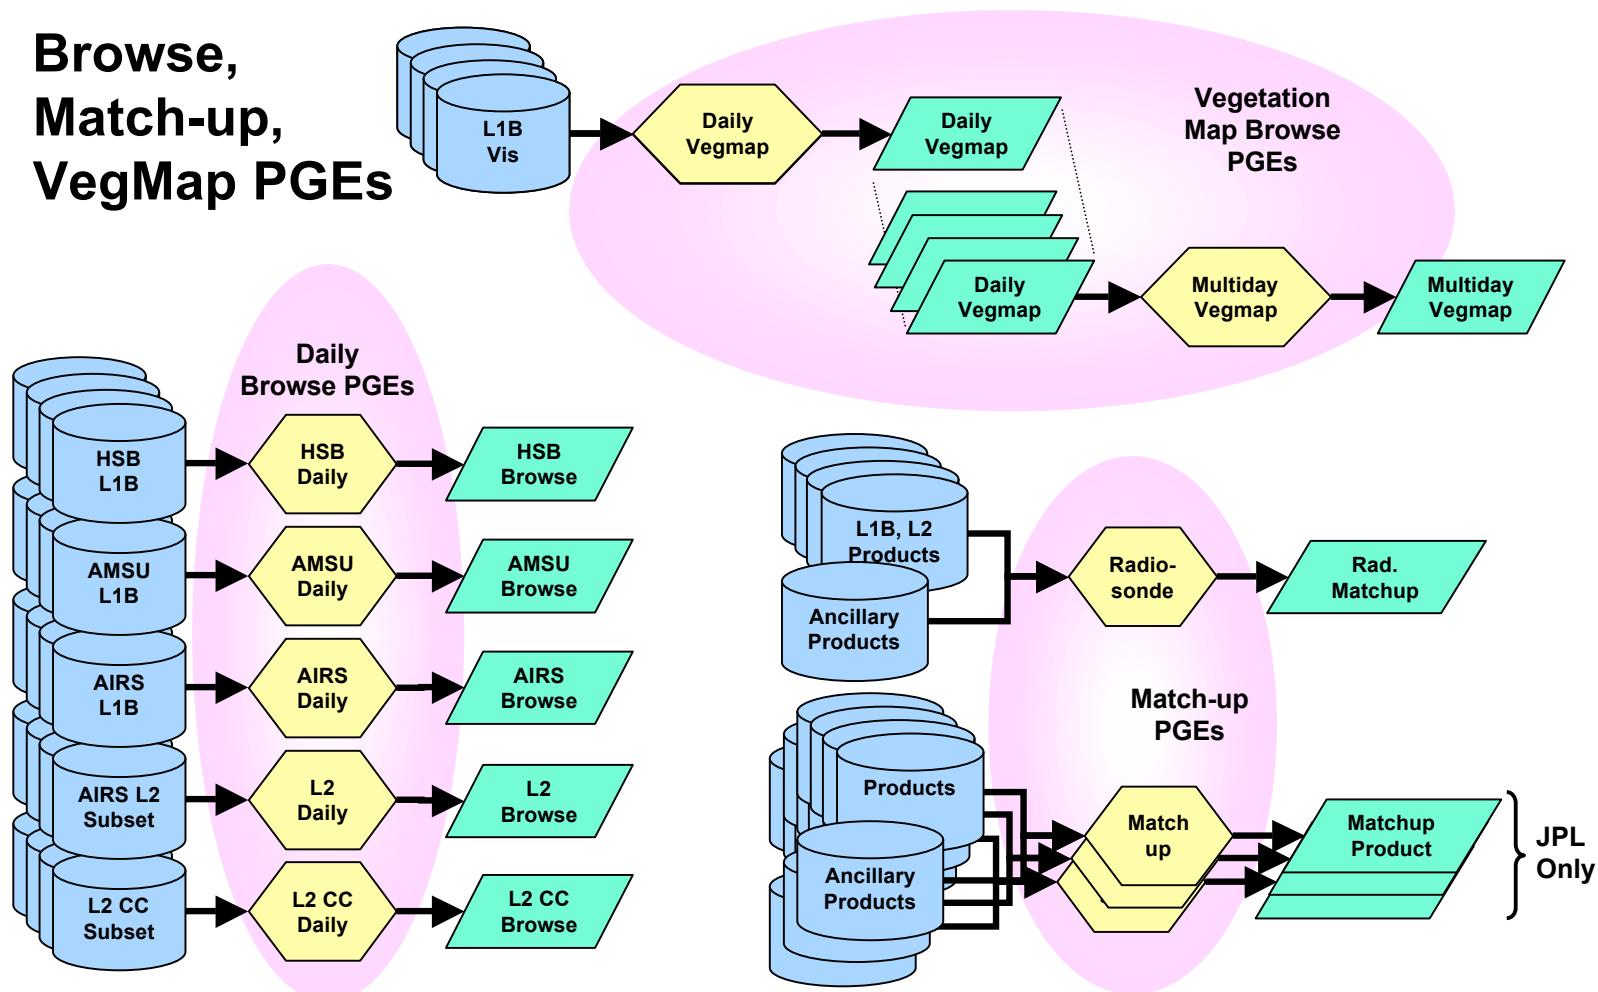 Browse,
Match-up,
VegMap PGEs
L1B
Vis
Daily
Vegmap
Daily
Vegmap
Vegetation
Map Browse
PGEs
Daily
Vegmap
Multiday
Vegmap
Multiday
Vegmap
Daily
Browse PGEs
HSB
L1B
HSB
Daily
HSB
Browse
AMSU
L1B
AMSU
Daily
AMSU
Browse
AIRS
L1B
AIRS
Daily
AIRS
Browse
AIRS L2
Subset
L2
Daily
L2
Browse
L2 CC
Subset
L2 CC
Daily
L2 CC
Browse
L1B, L2
Products
Ancillary
Products
Radio-
sonde
Rad.
Matchup
Match-up
PGEs
Products
Ancillary
Products
Match
up
Matchup
Product
JPL
Only